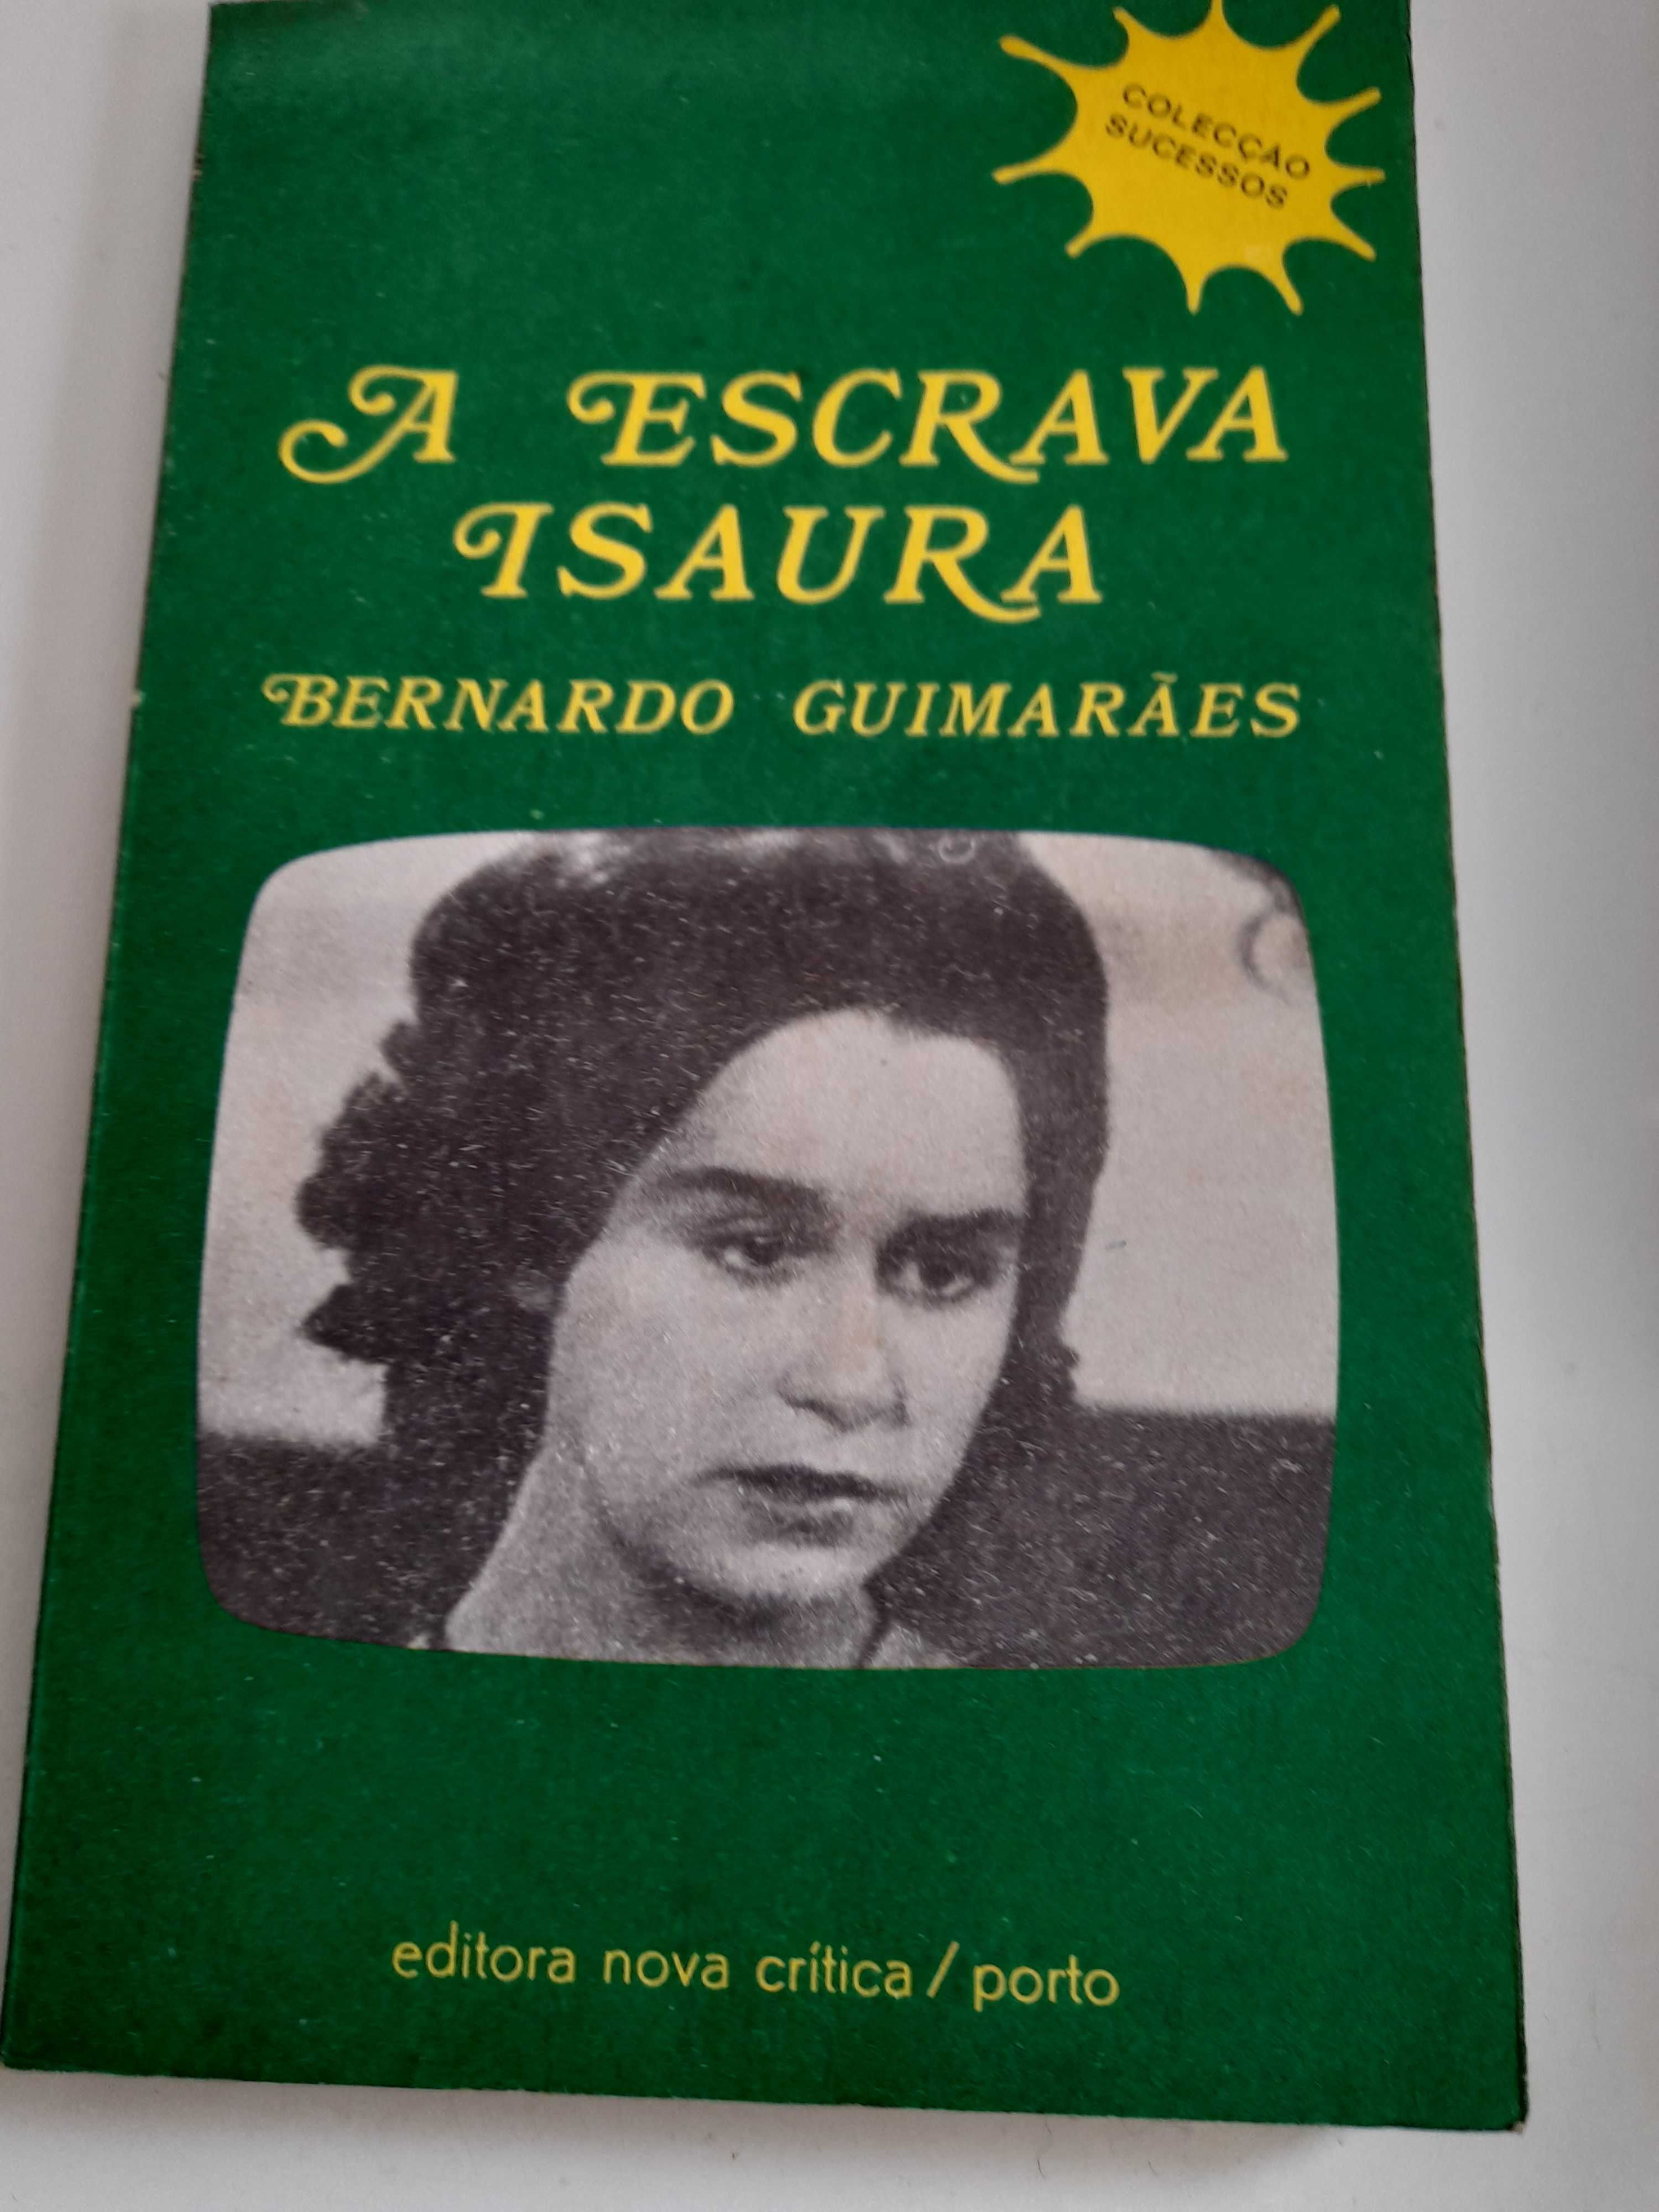 COLECÇÃO
SUCESSOS
A ESCRAVA
ISAURA
BERNARDO GUIMARÃES
editora nova crítica / porto